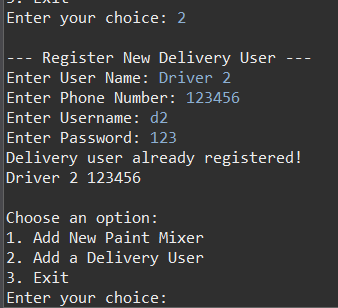 3. Exit
Enter your choice: 2

--- Register New Delivery User ---
Enter User Name: Driver 2
Enter Phone Number: 123456
Enter Username: d2
Enter Password: 123
Delivery user already registered!
Driver 2 123456

Choose an option:
1. Add New Paint Mixer
2. Add a Delivery User
3. Exit
Enter your choice: